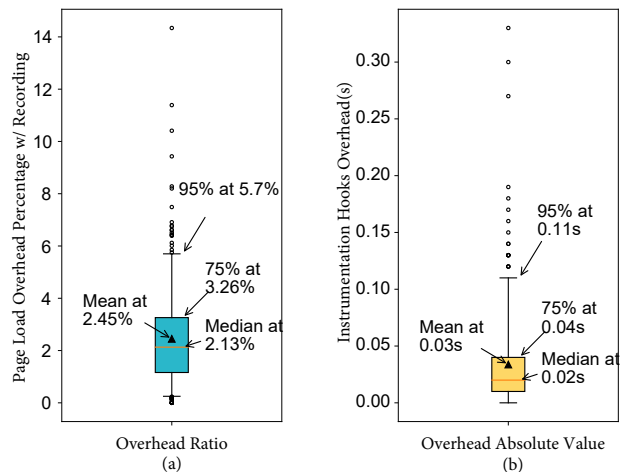 Page Load Overhead Percentage w/ Recording
14
12
10
8
6
4
2
0
95% at 5.7%
75% at
3.26%
Mean at
2.45%
Median at
2.13%
Overhead Ratio
(a)
Instrumentation Hooks Overhead(s)
0.30
0.25
0.20
0.15
0.10
0.05
0.00
95% at
0.11s
75% at
0.04s
Mean at
0.03s
Median at
0.02s
Overhead Absolute Value
(b)